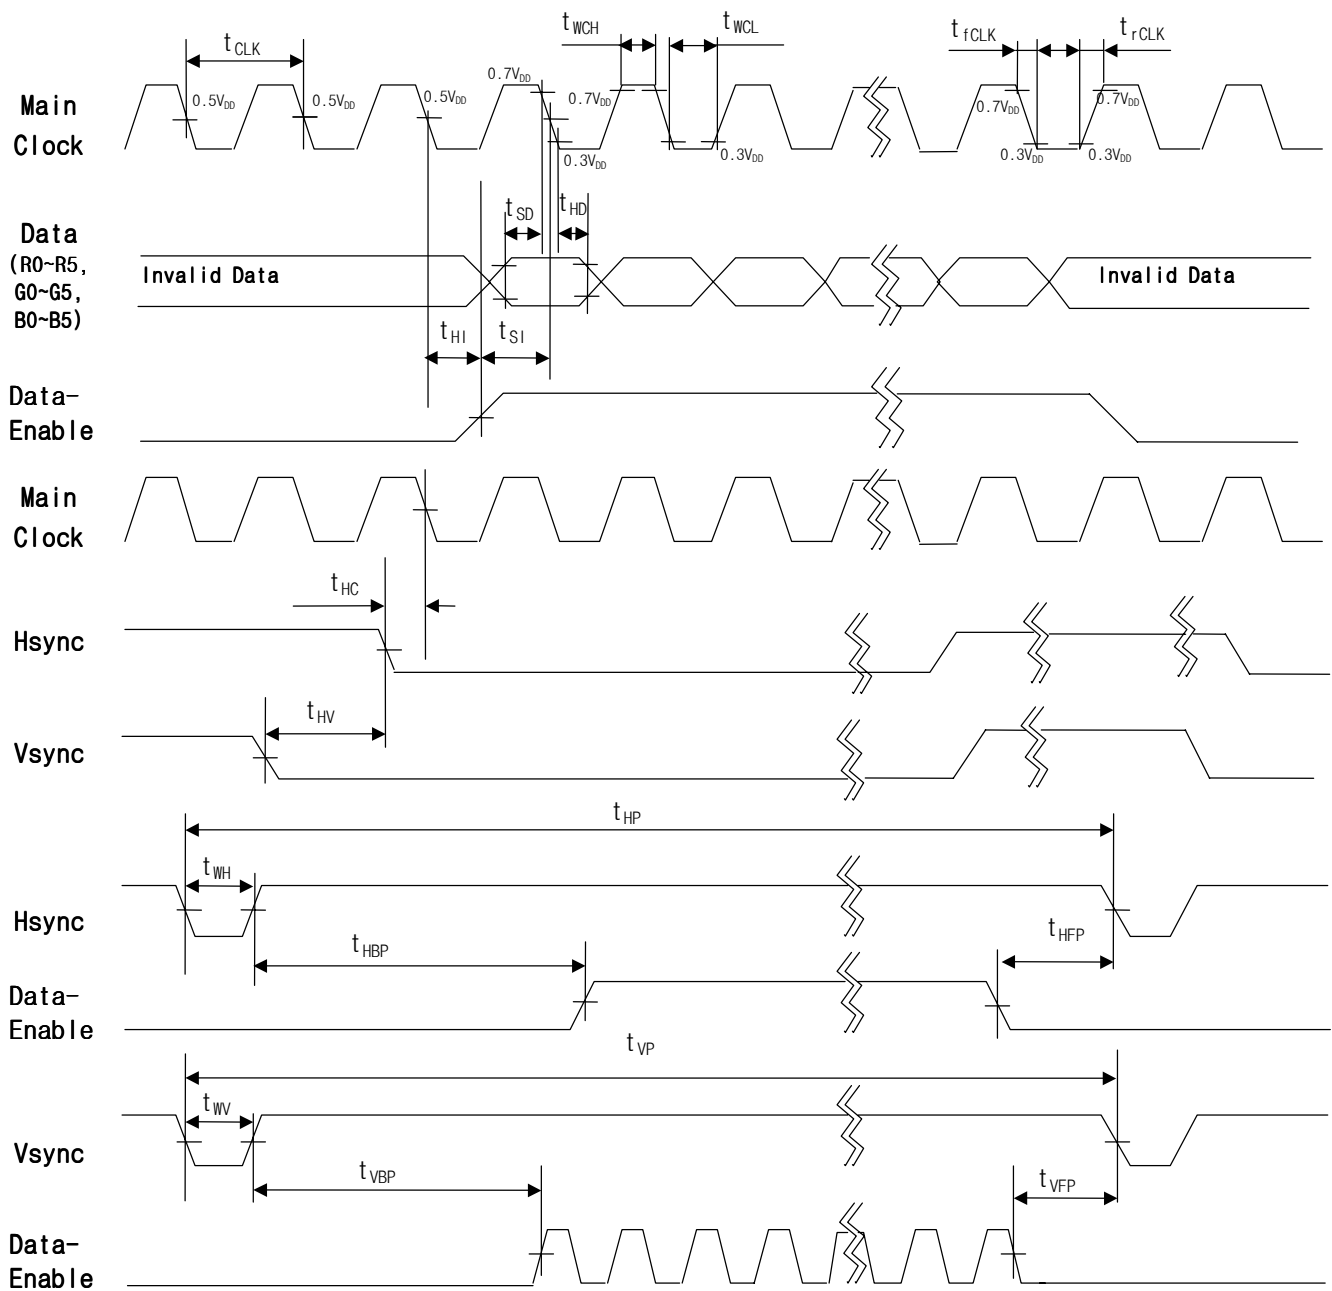 tWCH tWCL tfCLK trCLK
tCLK
0.7VDD
Main 0.5VDD 0.5VDD 0.5VDD 0.7VDD 0.7VDD 0.7VDD
Clock 0.3VDD 0.3VDD 0.3VDD 0.3VDD
tSD tHD
Data
(R0~R5, Invalid Data Invalid Data
G0~G5,
B0~B5)
tHI tSI
Data-
Enable
Main
Clock
tHC
Hsync
tHV
Vsync
tHP
tWH
Hsync
tHBP tHFP
Data-
Enable
tVP
tWV
Vsync
tVBP tVFP
Data-
Enable